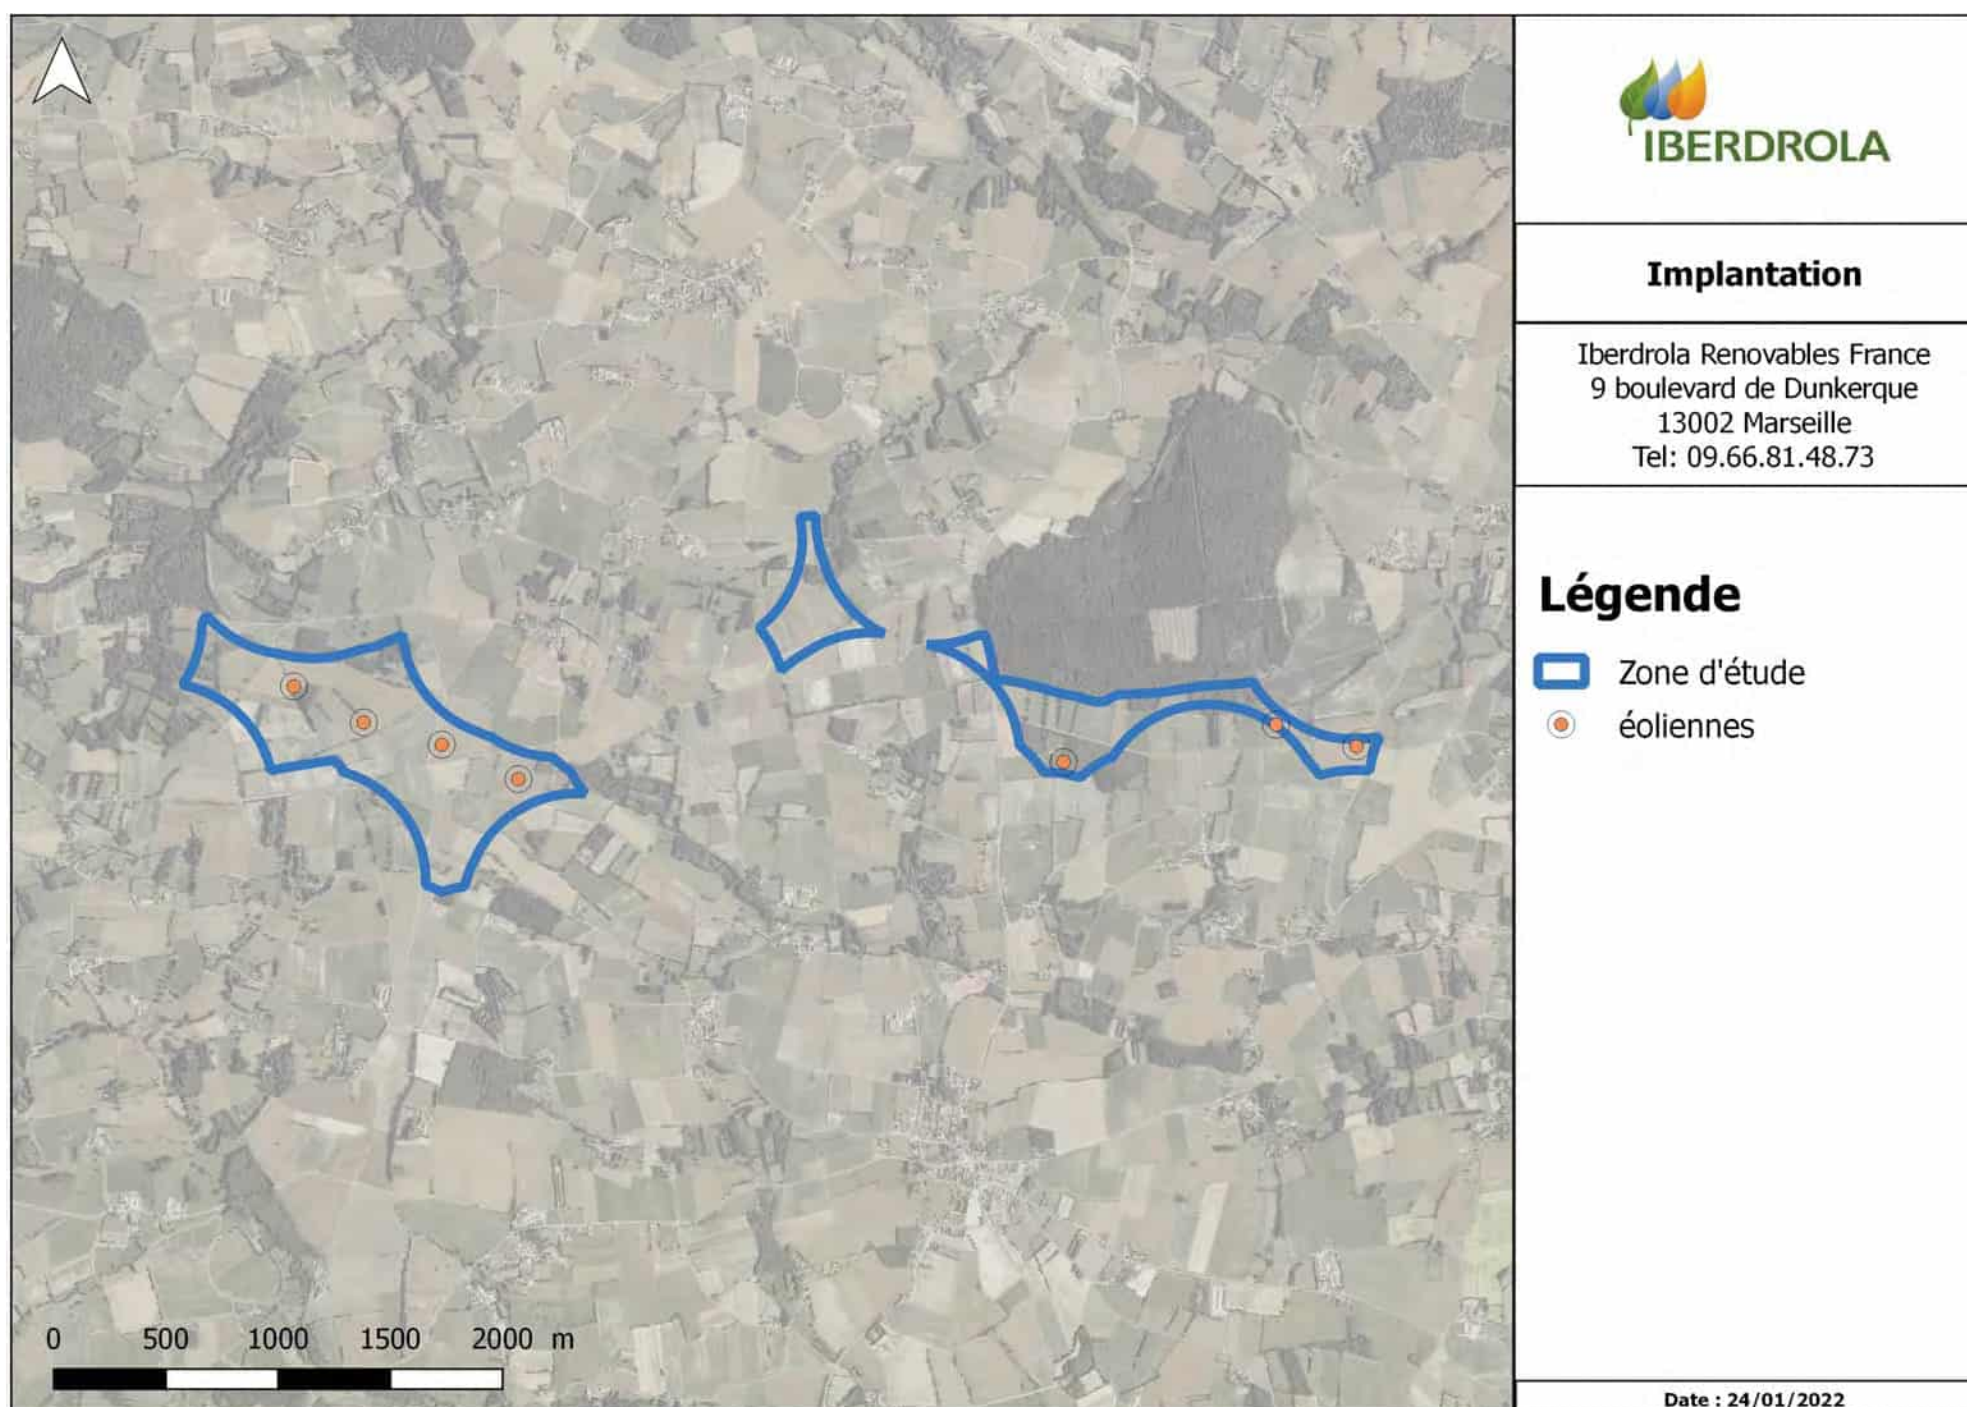 IBERDROLA
Implantation
Iberdrola Renovables France
9 boulevard de Dunkerque
13002 Marseille
Tel: 09.66.81.48.73
Légende
Zone d'étude
éoliennes
0 500 1000 1500 2000 m
Date : 24/01/2022